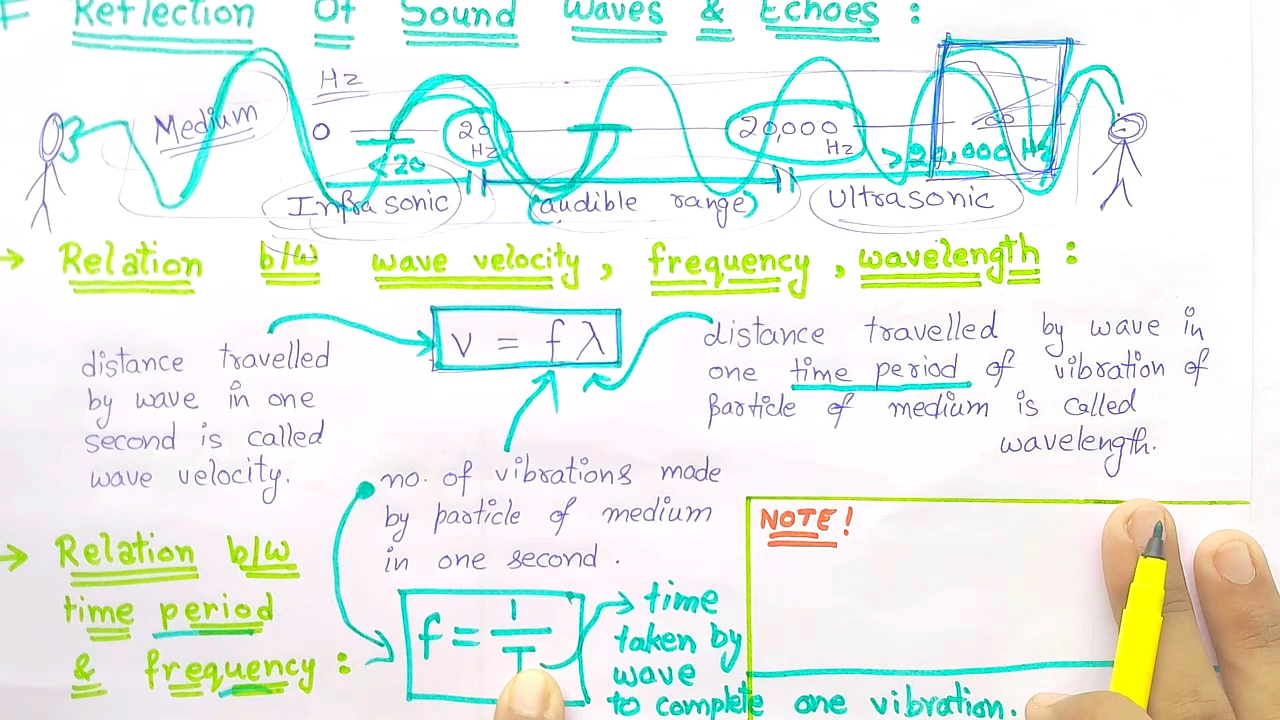 Reflection Of Sound Waves & Echoes :
Hz
Medium
0
20
Hz
20,000
Hz
∞
<20
>20,000 Hz
Infrasonic
(audible range)
Ultrasonic
→ Relation b/w wave velocity, frequency, wavelength :
v = fλ
distance travelled
by wave in one
second is called
wave velocity.
distance travelled by wave in
one time period of vibration of
particle of medium is called
wavelength.
no. of vibrations made
by particle of medium
in one second .
NOTE!
→ Relation b/w
time period
& frequency :
f = 1
T
→ time
taken by
wave
to complete one vibration.